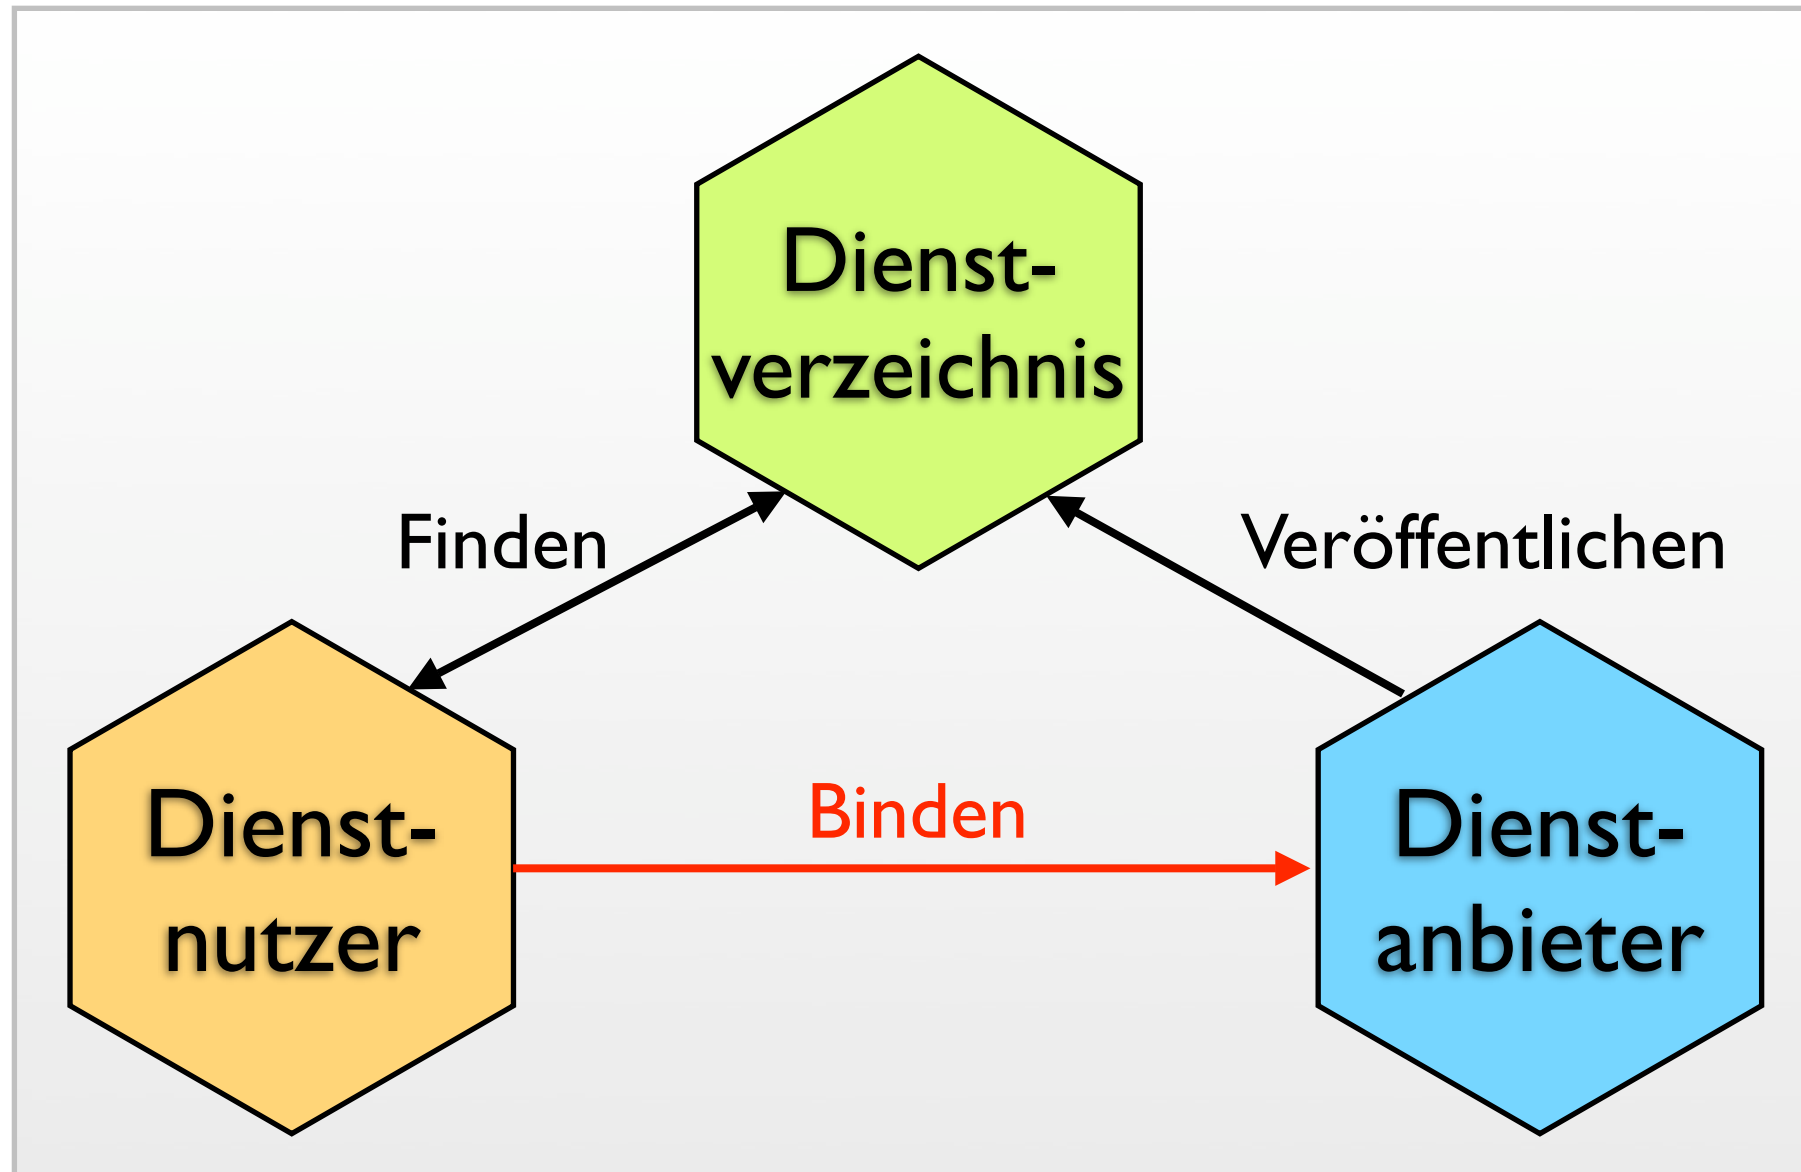 Dienst-
verzeichnis
Finden
Veröffentlichen
Dienst-
nutzer
Binden
Dienst-
anbieter